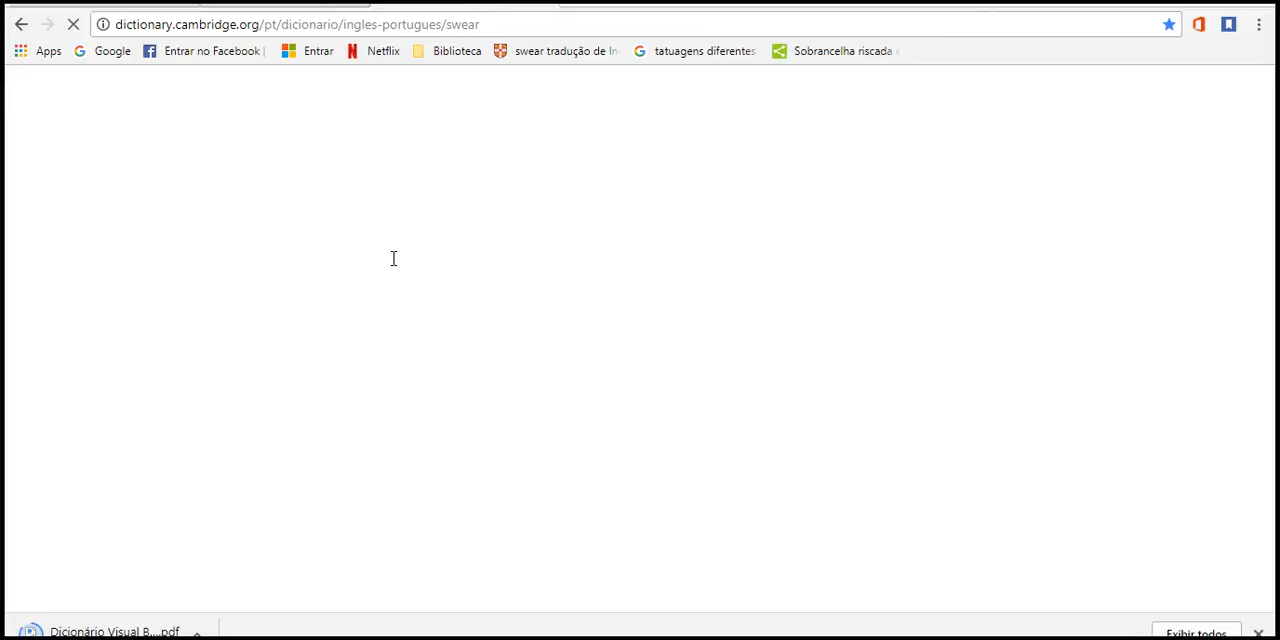 dictionary.cambridge.org/pt/dicionario/ingles-portugues/swear
Apps Google Entrar no Facebook | Entrar Netflix Biblioteca swear tradução de In tatuagens diferentes Sobrancelha riscada
Dicionário Visual B....pdf Exibir todos